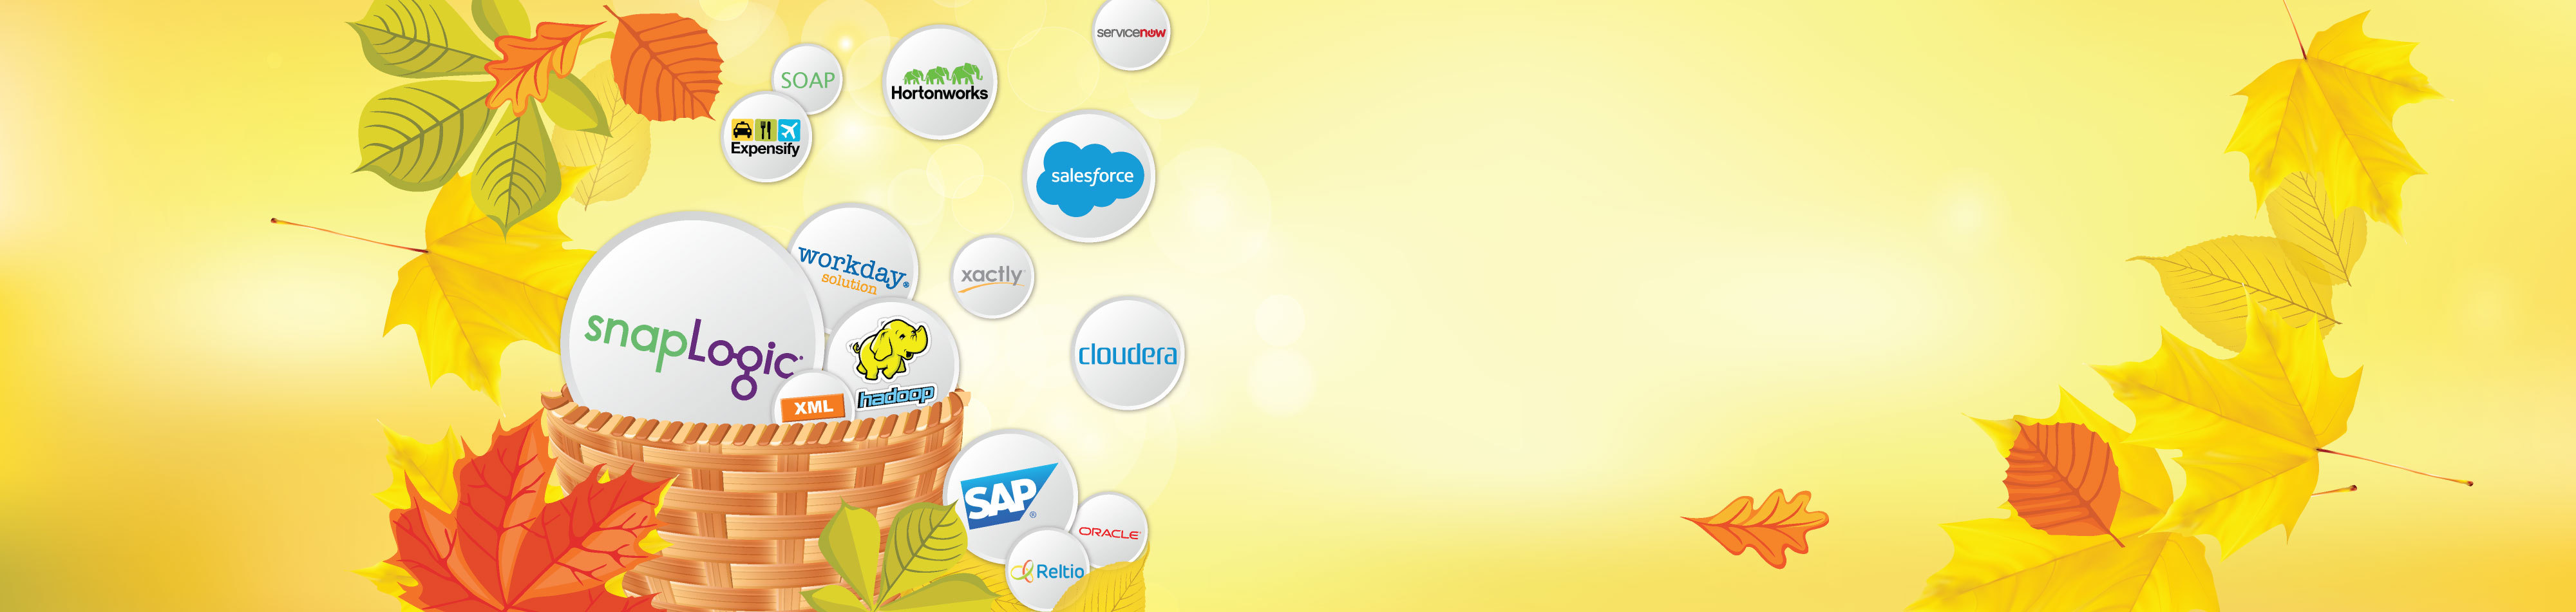 servicenow
SOAP
Hortonworks
Expensify
salesforce
workday®
solution
xactly
snapLogic
cloudera
hadoop
XML
SAP®
ORACLE
Reltio